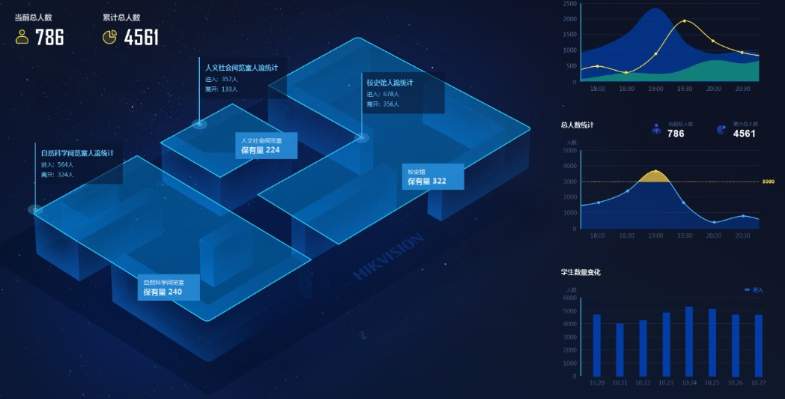 当前总人数
累计总人数
786
4561
人文社会间览室人流统计
进入: 357人
离开: 133人
校史馆人流统计
进入: 678人
离开: 356人
自然科学间览室人流统计
进入: 564人
离开: 324人
人文社会间览室
保有量 224
校史馆
保有量 322
自然科学间览室
保有量 240
HIKVISION
2500
2000
1500
1000
500
0
18:00 18:30 19:00 19:30 20:00 20:30
总人数统计
当前总人数
786
累计总人数
4561
人数
5000
4000
3000
2000
1000
0
3000
18:00 18:30 19:00 19:30 20:00 20:30
学生数量变化
人数
进入
6000
5000
4000
3000
2000
1000
0
10.20 10.21 10.22 10.23 10.24 10.25 10.26 10.27